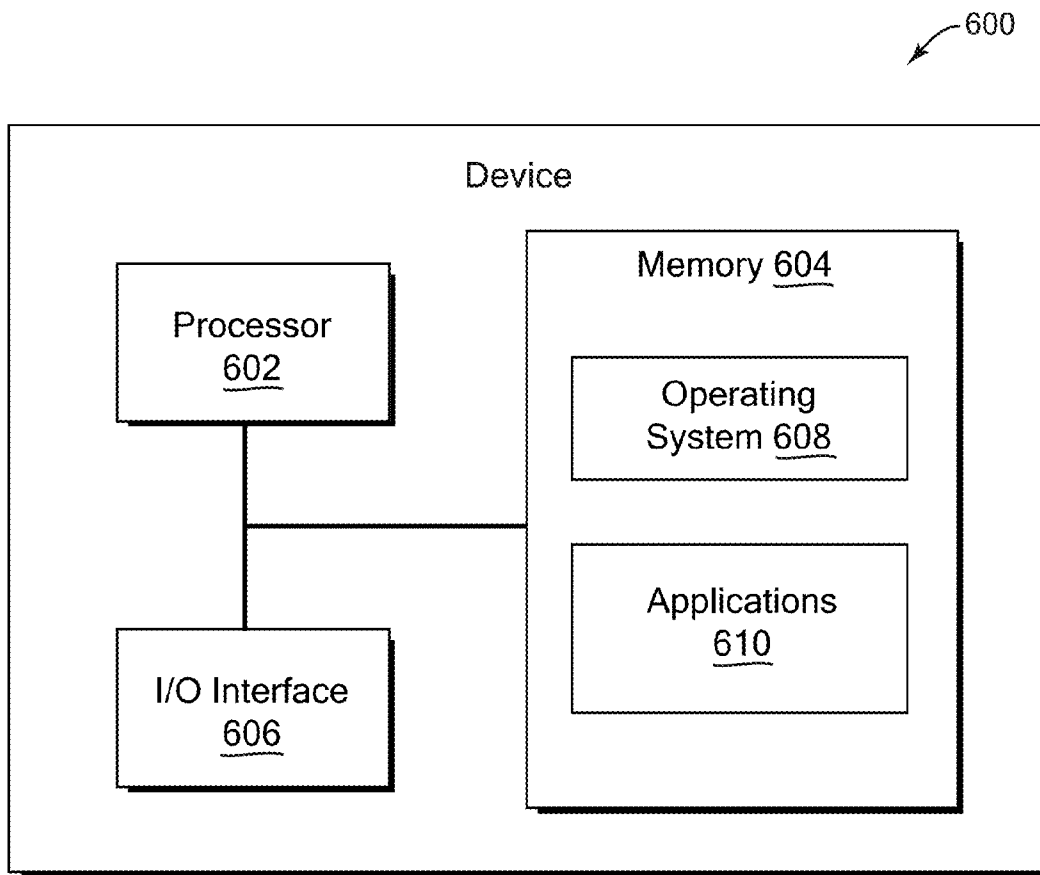 600
Device
Processor
602
Memory 604
Operating
System 608
Applications
610
I/O Interface
606